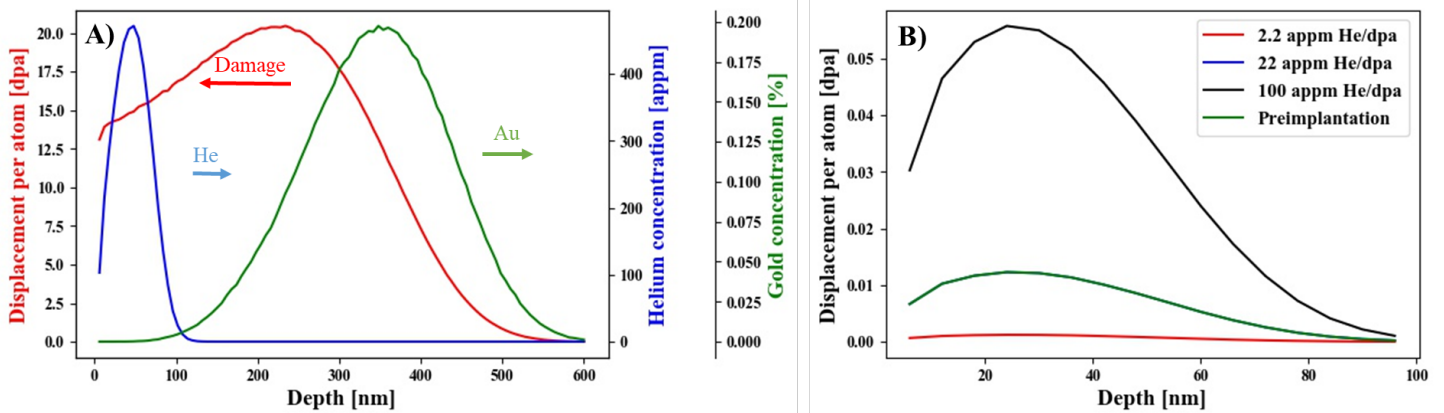 A)
Damage
He
Au
Displacement per atom [dpa]
20.0
17.5
15.0
12.5
10.0
7.5
5.0
2.5
0.0
0 100 200 300 400 500 600
Depth [nm]
400
300
200
100
0
Helium concentration [appm]
0.200
0.175
0.150
0.125
0.100
0.075
0.050
0.025
0.000
Gold concentration [%]
B)
2.2 appm He/dpa
22 appm He/dpa
100 appm He/dpa
Preimplantation
Displacement per atom [dpa]
0.05
0.04
0.03
0.02
0.01
0.00
20 40 60 80 100
Depth [nm]